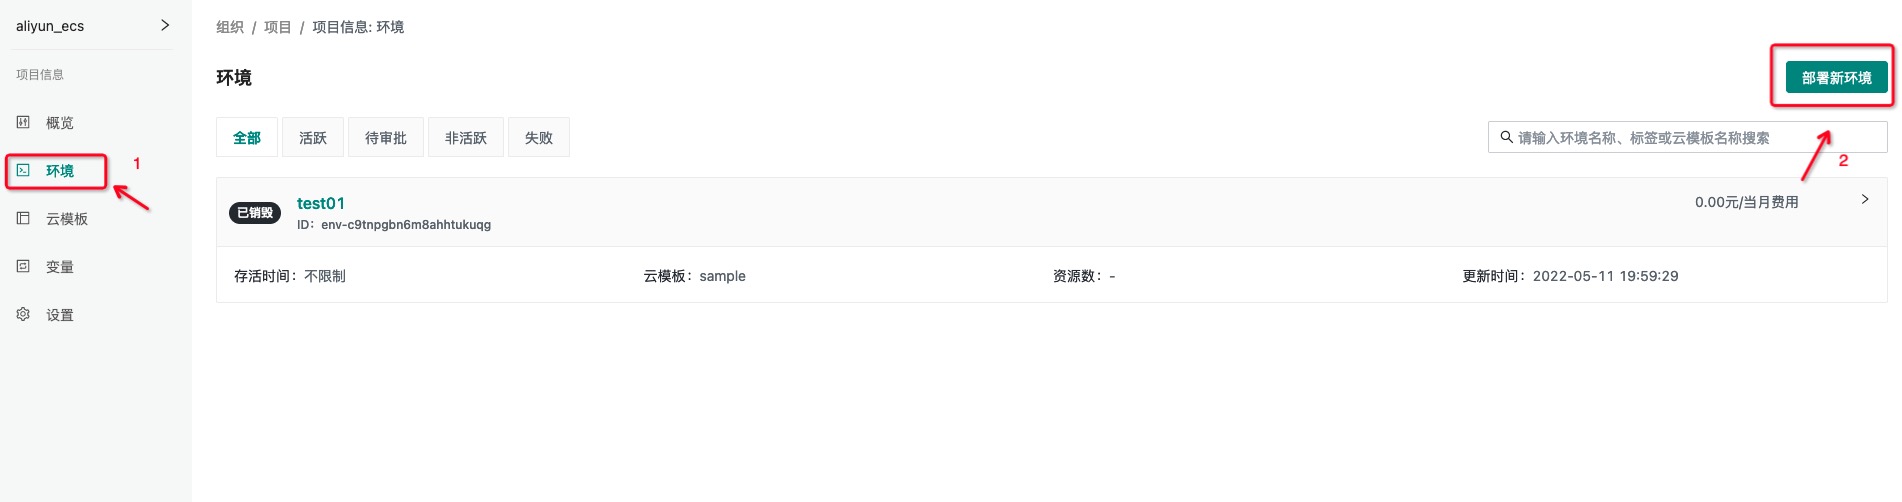 aliyun_ecs
项目信息
概览
环境
1
云模板
变量
设置
组织 / 项目 / 项目信息: 环境
环境
部署新环境
全部 活跃 待审批 非活跃 失败
请输入环境名称、标签或云模板名称搜索
2
已销毁 test01
ID：env-c9tnpgbn6m8ahhtukuqg
0.00元/当月费用
存活时间：不限制 云模板：sample 资源数：- 更新时间：2022-05-11 19:59:29